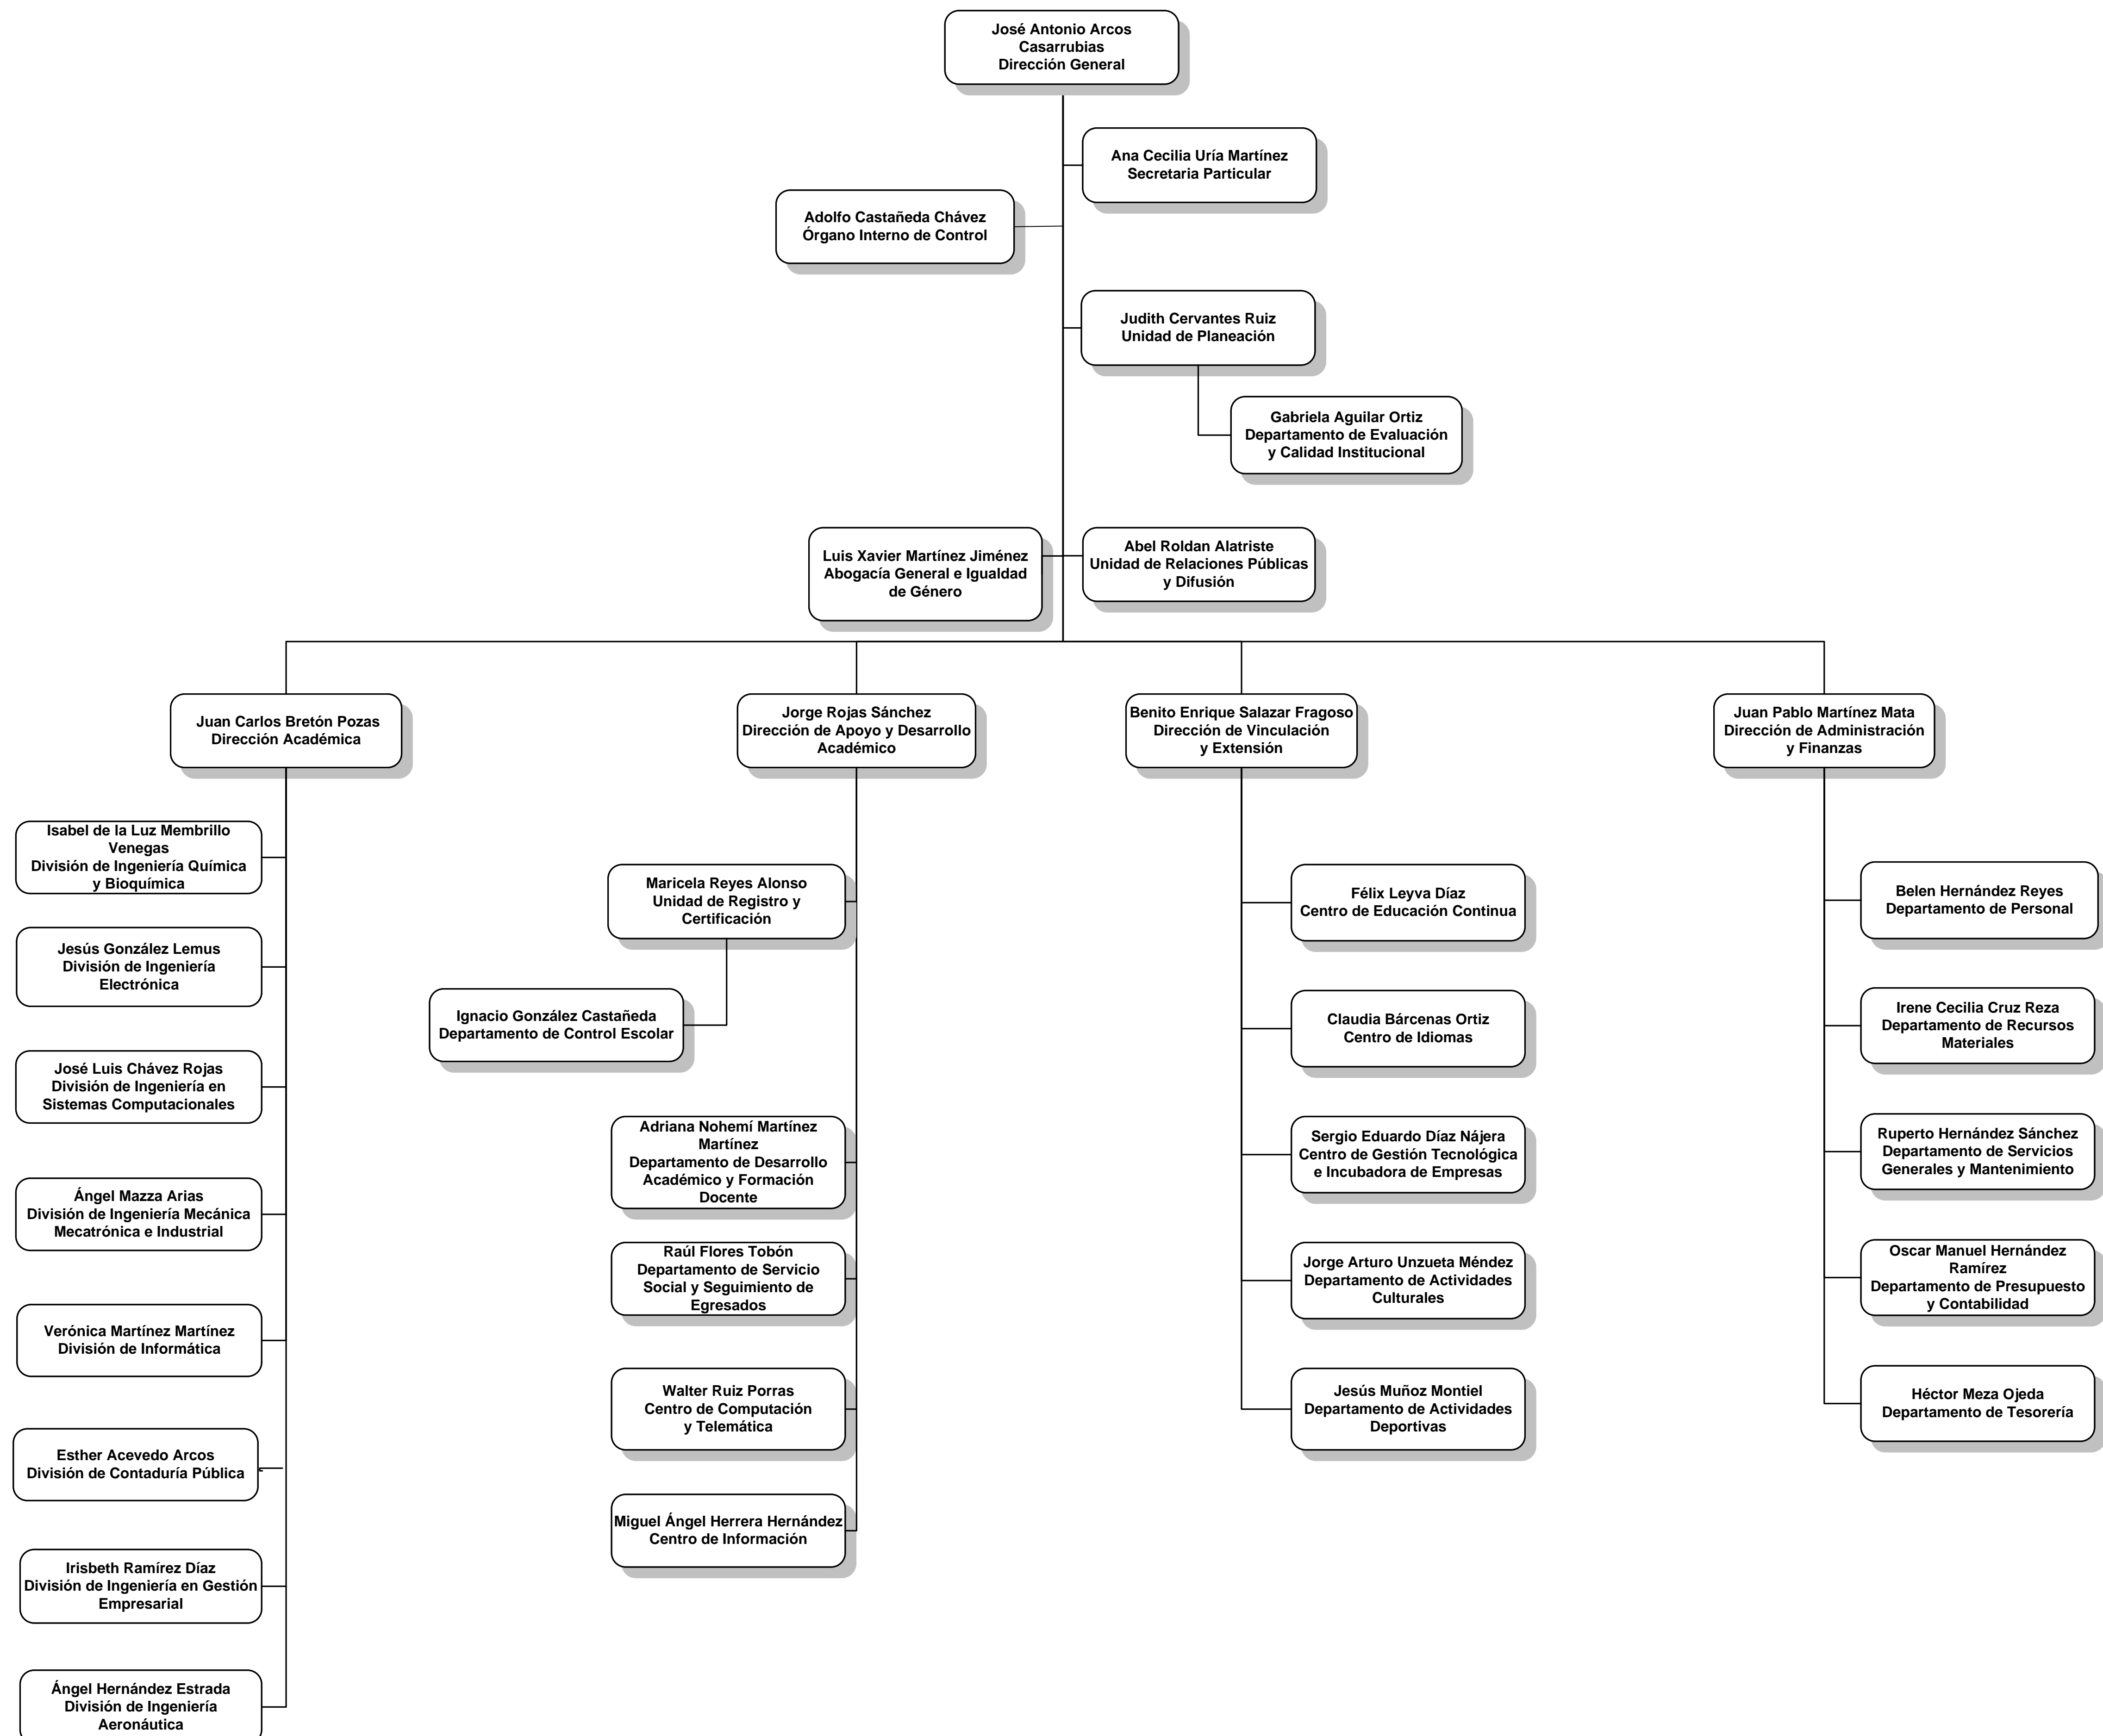 José Antonio Arcos
Casarrubias
Dirección General
Ana Cecilia Uría Martínez
Secretaria Particular
Adolfo Castañeda Chávez
Órgano Interno de Control
Judith Cervantes Ruiz
Unidad de Planeación
Gabriela Aguilar Ortiz
Departamento de Evaluación
y Calidad Institucional
Luis Xavier Martínez Jiménez
Abogacía General e Igualdad
de Género
Abel Roldan Alatriste
Unidad de Relaciones Públicas
y Difusión
Juan Carlos Bretón Pozas
Dirección Académica
Jorge Rojas Sánchez
Dirección de Apoyo y Desarrollo
Académico
Benito Enrique Salazar Fragoso
Dirección de Vinculación
y Extensión
Juan Pablo Martínez Mata
Dirección de Administración
y Finanzas
Isabel de la Luz Membrillo
Venegas
División de Ingeniería Química
y Bioquímica
Jesús González Lemus
División de Ingeniería
Electrónica
José Luis Chávez Rojas
División de Ingeniería en
Sistemas Computacionales
Ángel Mazza Arias
División de Ingeniería Mecánica
Mecatrónica e Industrial
Verónica Martínez Martínez
División de Informática
Esther Acevedo Arcos
División de Contaduría Pública
Irisbeth Ramírez Díaz
División de Ingeniería en Gestión
Empresarial
Ángel Hernández Estrada
División de Ingeniería
Aeronáutica
Maricela Reyes Alonso
Unidad de Registro y
Certificación
Ignacio González Castañeda
Departamento de Control Escolar
Adriana Nohemí Martínez
Martínez
Departamento de Desarrollo
Académico y Formación
Docente
Raúl Flores Tobón
Departamento de Servicio
Social y Seguimiento de
Egresados
Walter Ruiz Porras
Centro de Computación
y Telemática
Miguel Ángel Herrera Hernández
Centro de Información
Félix Leyva Díaz
Centro de Educación Continua
Claudia Bárcenas Ortiz
Centro de Idiomas
Sergio Eduardo Díaz Nájera
Centro de Gestión Tecnológica
e Incubadora de Empresas
Jorge Arturo Unzueta Méndez
Departamento de Actividades
Culturales
Jesús Muñoz Montiel
Departamento de Actividades
Deportivas
Belen Hernández Reyes
Departamento de Personal
Irene Cecilia Cruz Reza
Departamento de Recursos
Materiales
Ruperto Hernández Sánchez
Departamento de Servicios
Generales y Mantenimiento
Oscar Manuel Hernández
Ramírez
Departamento de Presupuesto
y Contabilidad
Héctor Meza Ojeda
Departamento de Tesorería